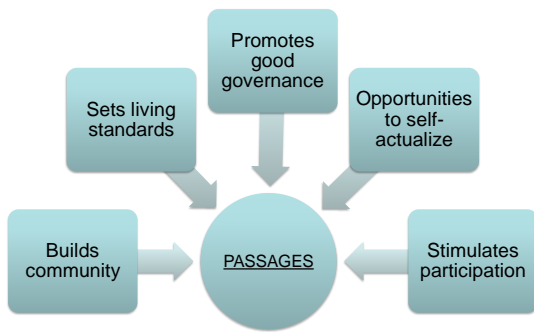 Promotes
good
governance
Sets living
standards
Opportunities
to self-
actualize
Builds
community
PASSAGES
Stimulates
participation